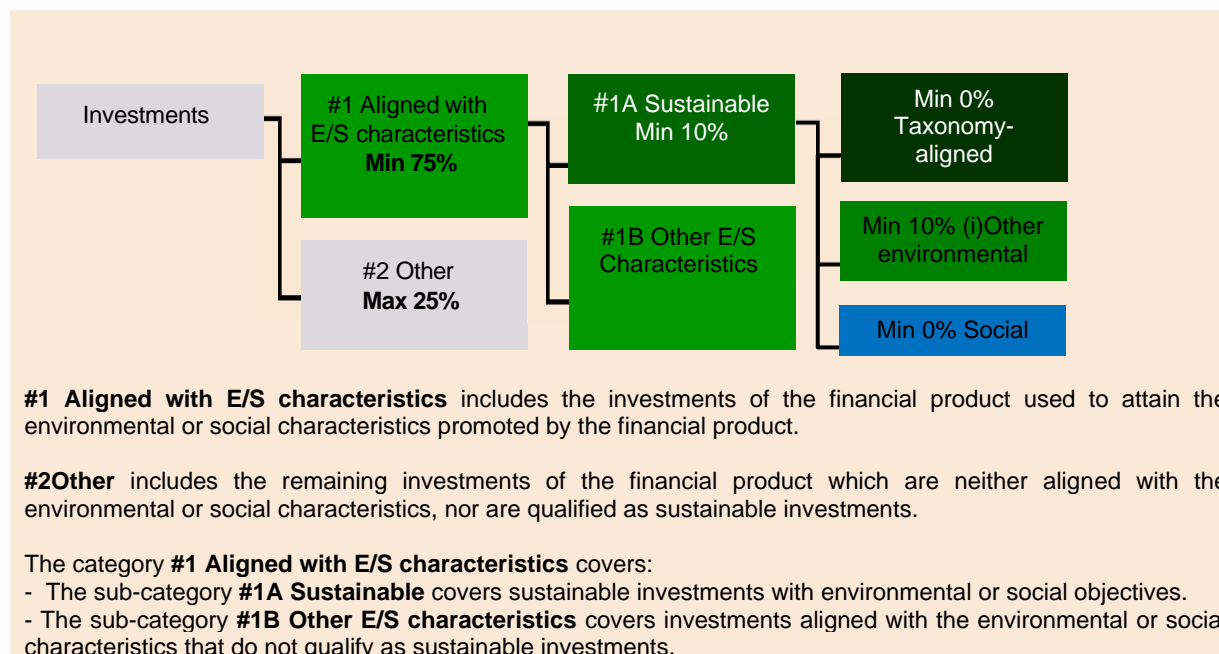 Investments
#1 Aligned with
E/S characteristics
Min 75%
#2 Other
Max 25%
#1A Sustainable
Min 10%
#1B Other E/S
Characteristics
Min 0%
Taxonomy-
aligned
Min 10% (i)Other
environmental
Min 0% Social
#1 Aligned with E/S characteristics includes the investments of the financial product used to attain the
environmental or social characteristics promoted by the financial product.
#2Other includes the remaining investments of the financial product which are neither aligned with the
environmental or social characteristics, nor are qualified as sustainable investments.
The category #1 Aligned with E/S characteristics covers:
- The sub-category #1A Sustainable covers sustainable investments with environmental or social objectives.
- The sub-category #1B Other E/S characteristics covers investments aligned with the environmental or social
characteristics that do not qualify as sustainable investments.